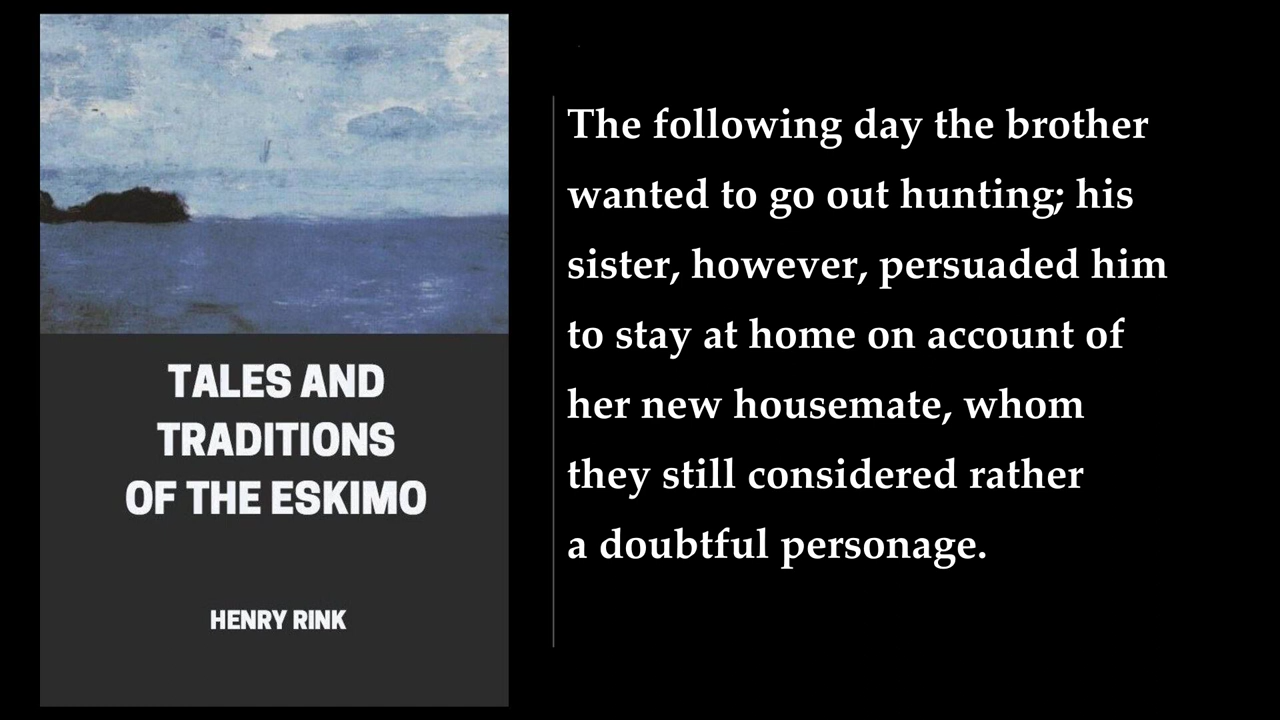 TALES AND
TRADITIONS
OF THE ESKIMO
HENRY RINK
The following day the brother
wanted to go out hunting; his
sister, however, persuaded him
to stay at home on account of
her new housemate, whom
they still considered rather
a doubtful personage.